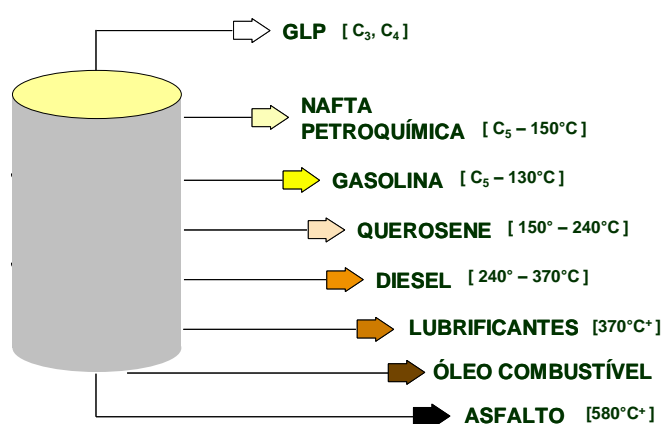 GLP [ C₃, C₄ ]
NAFTA
PETROQUÍMICA [ C₅ – 150°C ]
GASOLINA [ C₅ – 130°C ]
QUEROSENE [ 150° – 240°C ]
DIESEL [ 240° – 370°C ]
LUBRIFICANTES [370°C⁺ ]
ÓLEO COMBUSTÍVEL
ASFALTO [580°C⁺ ]